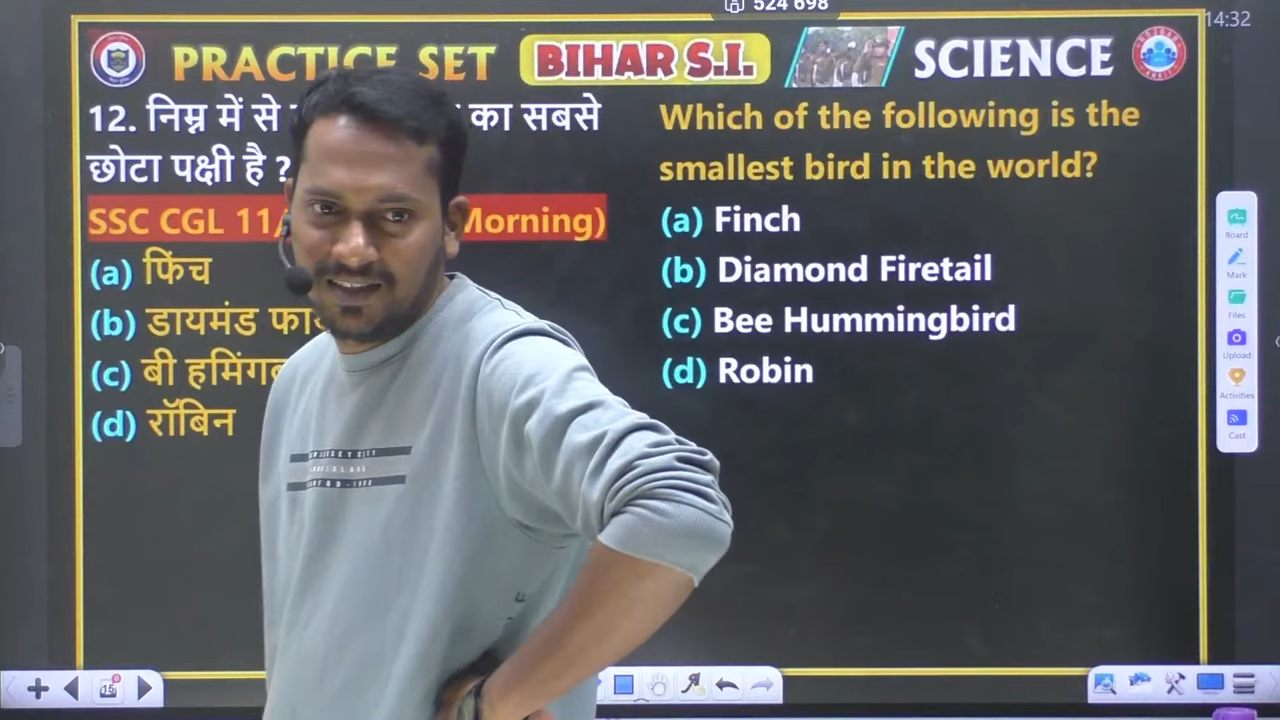 524 698
14:32
PRACTICE SET BIHAR S.I. SCIENCE
12. निम्न में से का सबसे
छोटा पक्षी है ?
SSC CGL 11/ Morning)
(a) फिंच
(b) डायमंड
(c) बी
(d) रॉबिन
Which of the following is the
smallest bird in the world?
(a) Finch
(b) Diamond Firetail
(c) Bee Hummingbird
(d) Robin
Board
Mark
Files
Upload
Activities
Cast
15